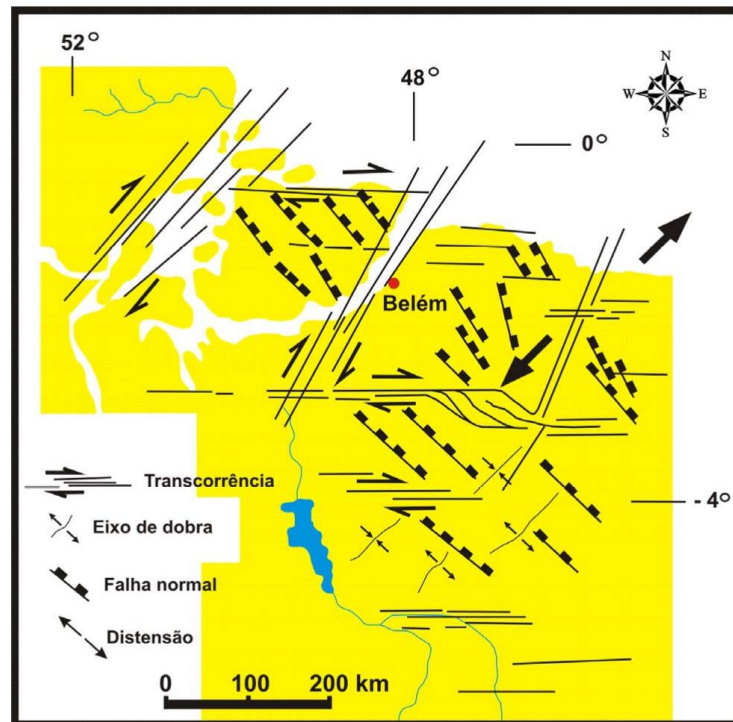 52°
48°
N
W E
S
0°
Belém
Transcorrência
- 4°
Eixo de dobra
Falha normal
Distensão
0 100 200 km